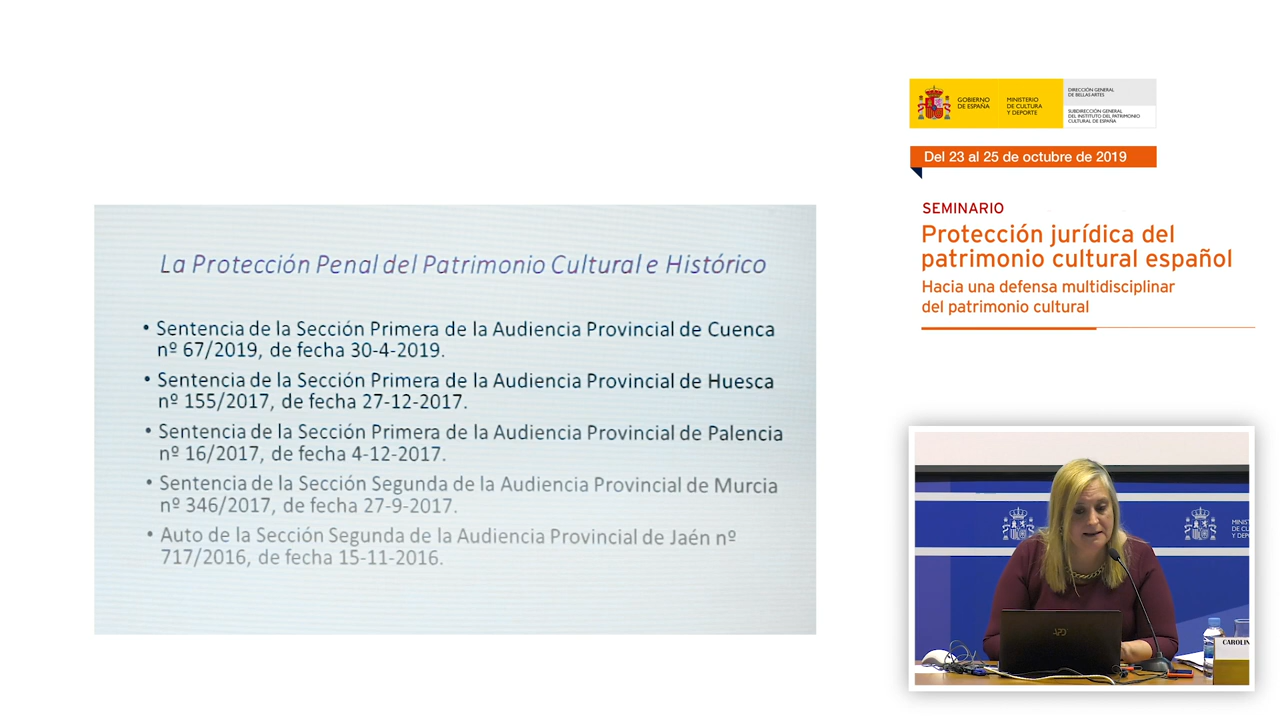 La Protección Penal del Patrimonio Cultural e Histórico
• Sentencia de la Sección Primera de la Audiencia Provincial de Cuenca
nº 67/2019, de fecha 30-4-2019.
• Sentencia de la Sección Primera de la Audiencia Provincial de Huesca
nº 155/2017, de fecha 27-12-2017.
• Sentencia de la Sección Primera de la Audiencia Provincial de Palencia
nº 16/2017, de fecha 4-12-2017.
• Sentencia de la Sección Segunda de la Audiencia Provincial de Murcia
nº 346/2017, de fecha 27-9-2017.
• Auto de la Sección Segunda de la Audiencia Provincial de Jaén nº
717/2016, de fecha 15-11-2016.
GOBIERNO
DE ESPAÑA
MINISTERIO
DE CULTURA
Y DEPORTE
DIRECCIÓN GENERAL
DE BELLAS ARTES
SUBDIRECCIÓN GENERAL
DEL INSTITUTO DEL PATRIMONIO
CULTURAL DE ESPAÑA
Del 23 al 25 de octubre de 2019
SEMINARIO
Protección jurídica del
patrimonio cultural español
Hacia una defensa multidisciplinar
del patrimonio cultural
CAROLIN